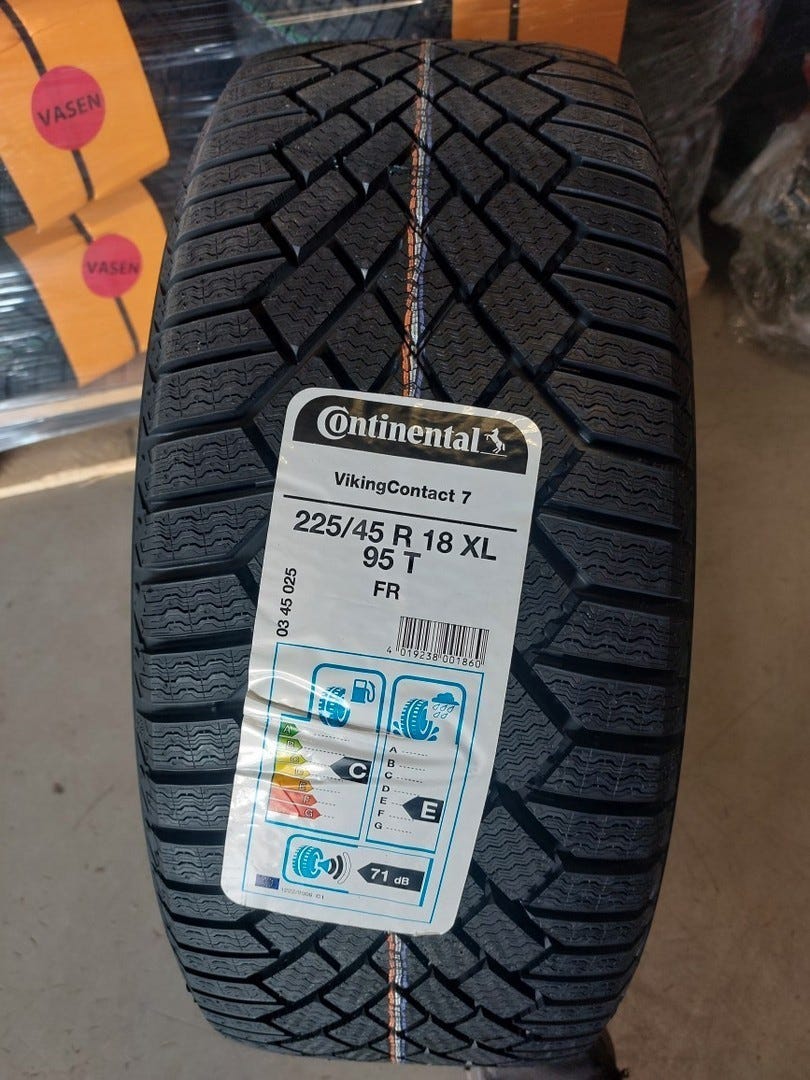 VASEN
VASEN
Continental
VikingContact 7
225/45 R 18 XL
95 T
FR
03 45 025
4 019238 001860
A
B
C
D
E
F
G
C
A
B
C
D
E
F
G
E
71 dB